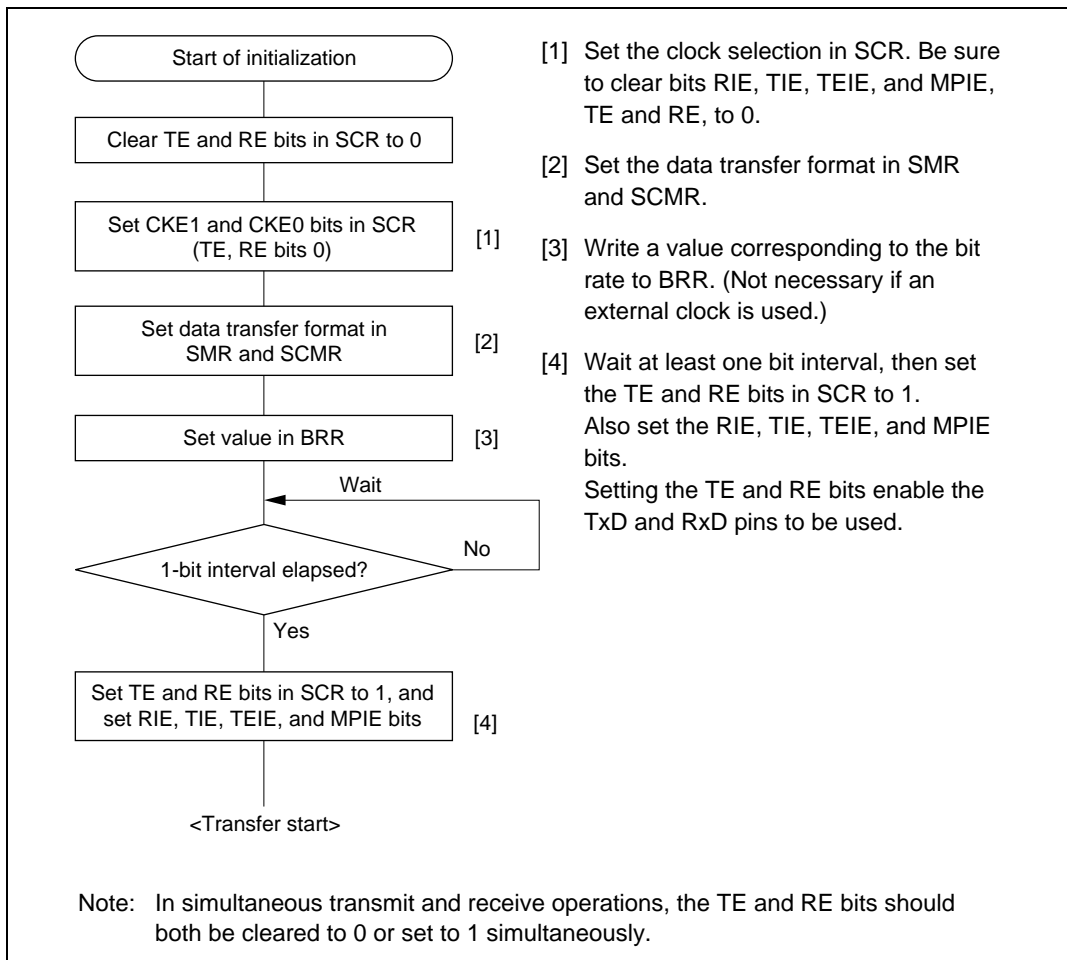 Start of initialization
Clear TE and RE bits in SCR to 0
Set CKE1 and CKE0 bits in SCR
(TE, RE bits 0)
[1]
Set data transfer format in
SMR and SCMR
[2]
Set value in BRR
[3]
Wait
1-bit interval elapsed?
No
Yes
Set TE and RE bits in SCR to 1, and
set RIE, TIE, TEIE, and MPIE bits
[4]
<Transfer start>
[1] Set the clock selection in SCR. Be sure
to clear bits RIE, TIE, TEIE, and MPIE,
TE and RE, to 0.
[2] Set the data transfer format in SMR
and SCMR.
[3] Write a value corresponding to the bit
rate to BRR. (Not necessary if an
external clock is used.)
[4] Wait at least one bit interval, then set
the TE and RE bits in SCR to 1.
Also set the RIE, TIE, TEIE, and MPIE
bits.
Setting the TE and RE bits enable the
TxD and RxD pins to be used.
Note: In simultaneous transmit and receive operations, the TE and RE bits should
both be cleared to 0 or set to 1 simultaneously.